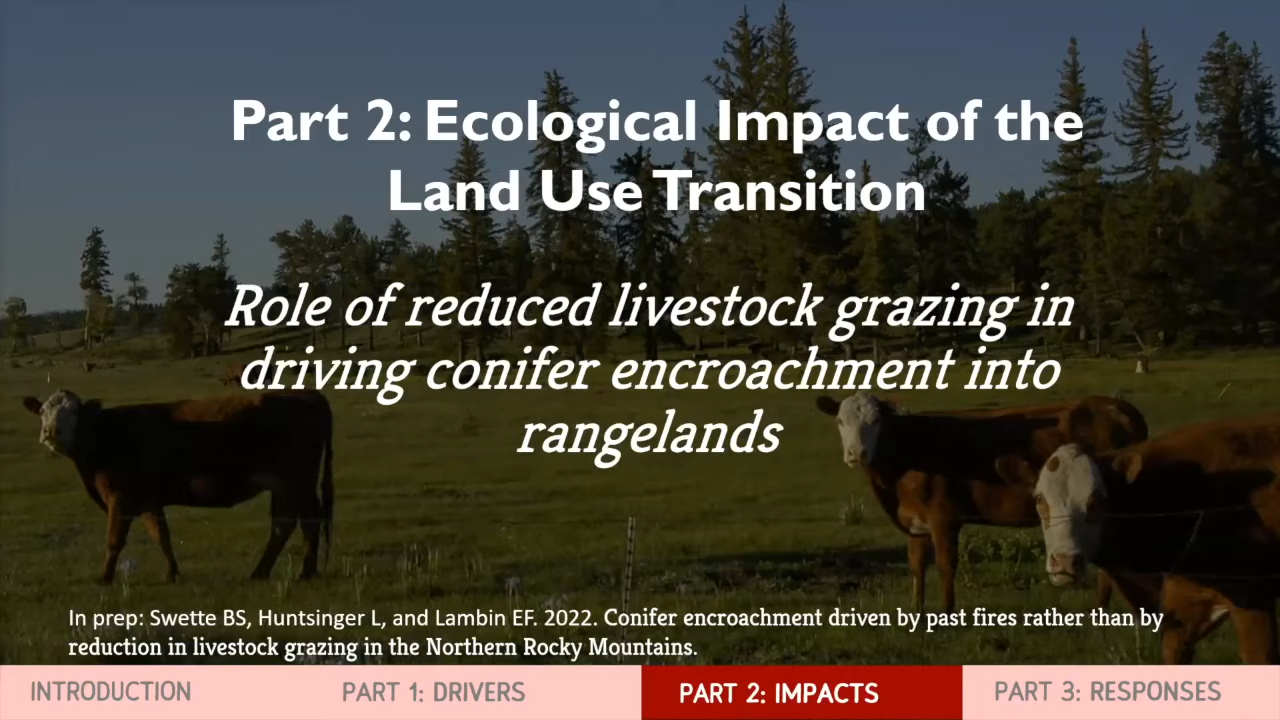 Part 2: Ecological Impact of the
Land Use Transition
Role of reduced livestock grazing in
driving conifer encroachment into
rangelands
In prep: Swette BS, Huntsinger L, and Lambin EF. 2022. Conifer encroachment driven by past fires rather than by
reduction in livestock grazing in the Northern Rocky Mountains.
INTRODUCTION
PART 1: DRIVERS
PART 2: IMPACTS
PART 3: RESPONSES